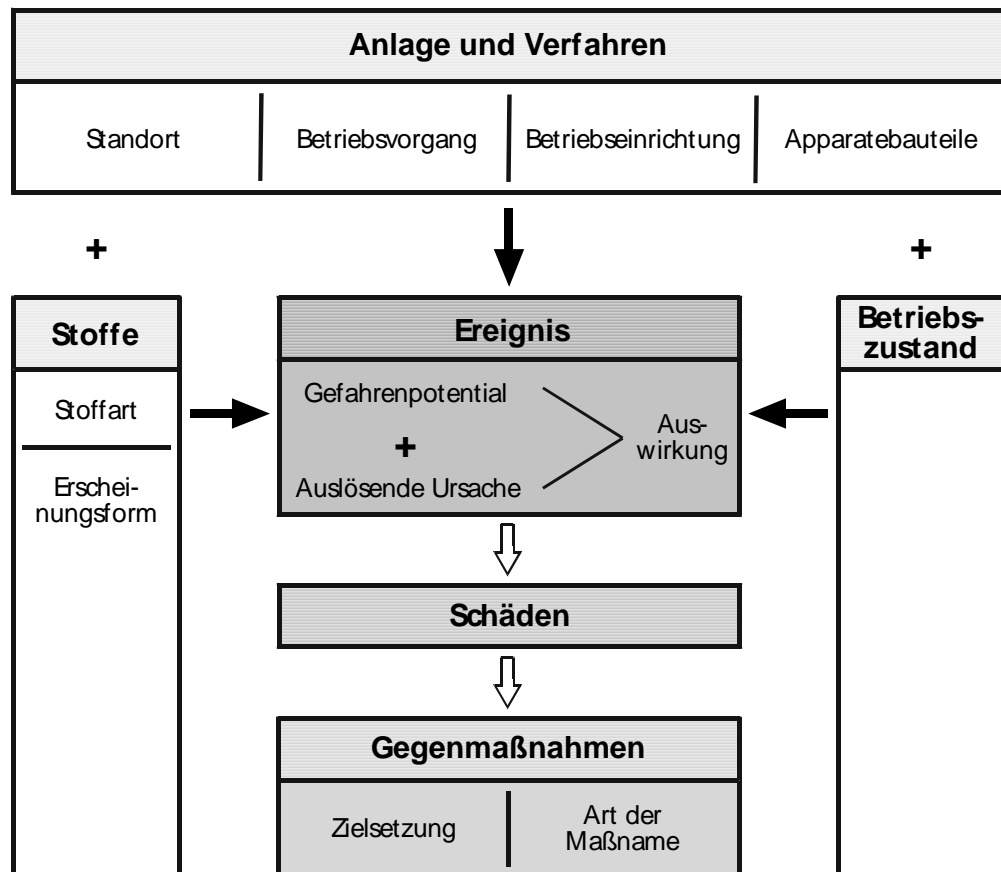 Anlage und Verfahren
Standort
Betriebsvorgang
Betriebseinrichtung
Apparatebauteile
+
+
Stoffe
Stoffart
Erschei-
nungsform
Ereignis
Gefahrenpotential
+
Auslösende Ursache
Aus-
wirkung
Betriebs-
zustand
Schäden
Gegenmaßnahmen
Zielsetzung
Art der
Maßname